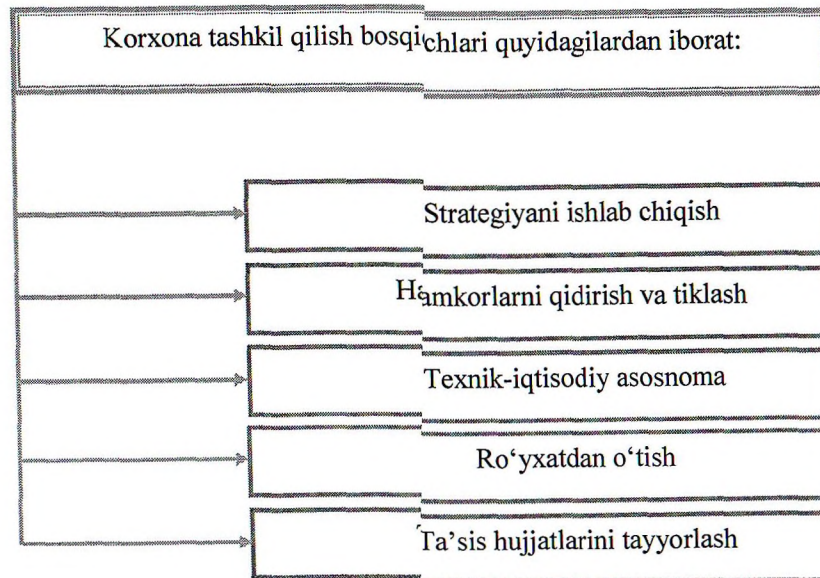 Korxona tashkil qilish bosqichlari quyidagilardan iborat:
Strategiyani ishlab chiqish
Hamkorlarni qidirish va tiklash
Texnik-iqtisodiy asosnoma
Ro‘yxatdan o‘tish
Ta’sis hujjatlarini tayyorlash